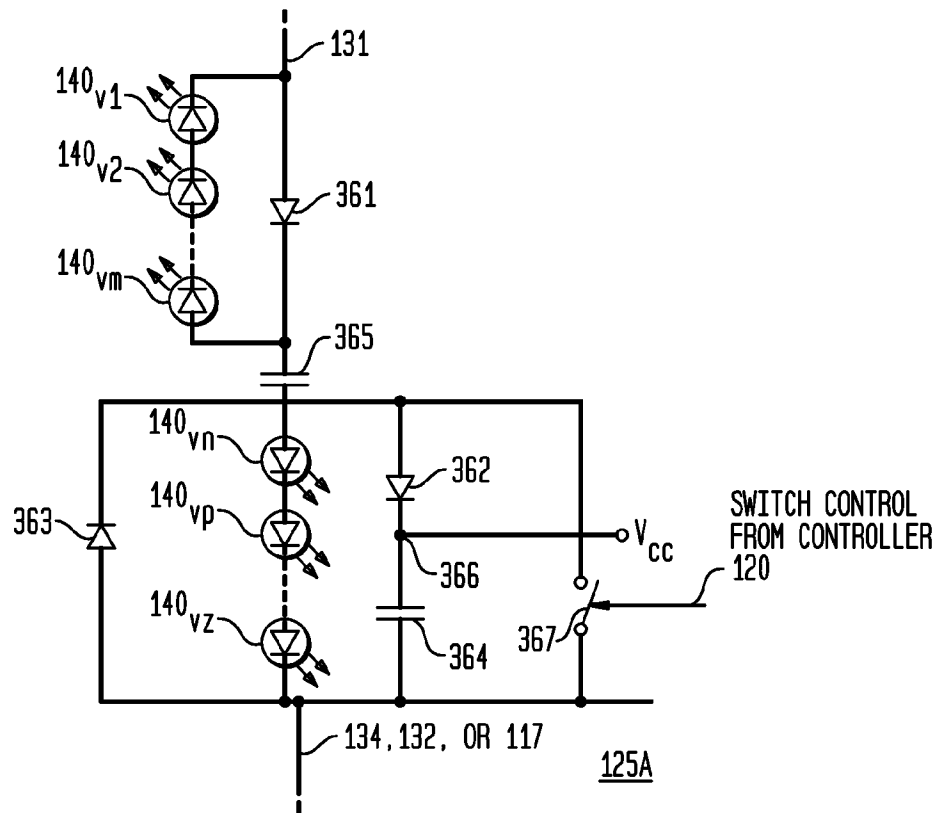 131
140v1
140v2
361
140vm
365
140vn
362
140vp
363
SWITCH CONTROL
FROM CONTROLLER
120
Vcc
366
140vz
364
367
134, 132, OR 117
125A